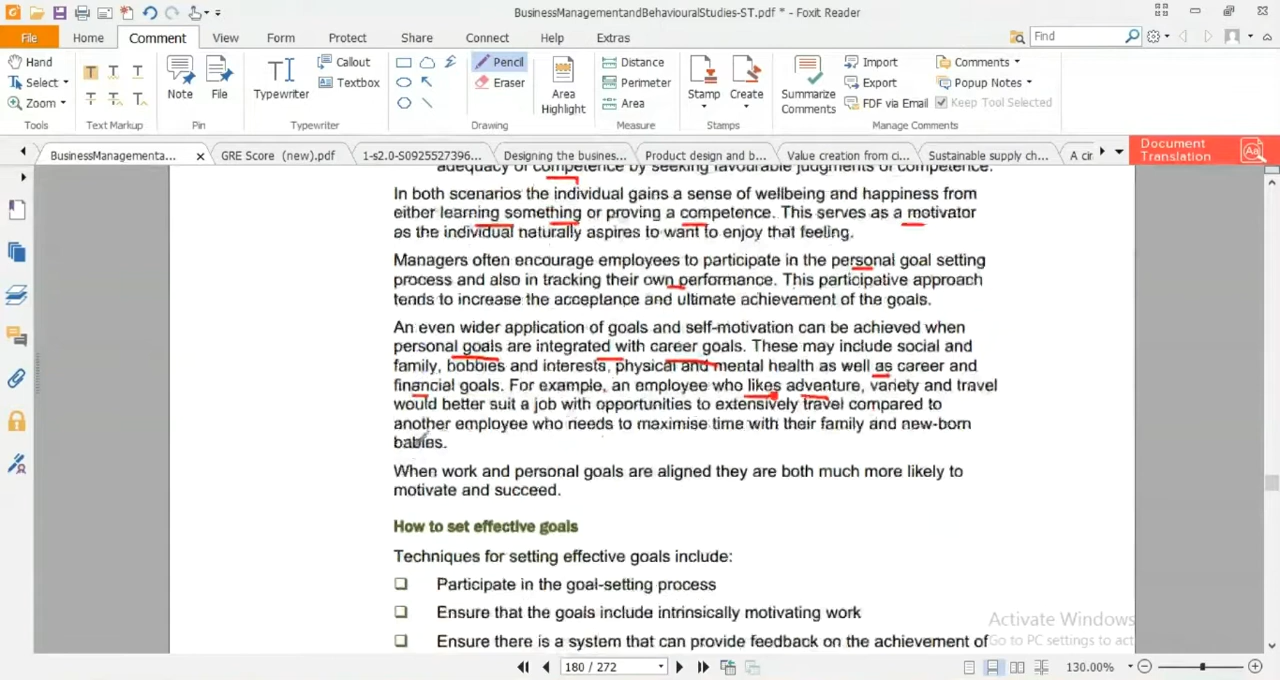 BusinessManagementandBehaviouralStudies-ST.pdf * - Foxit Reader
File Home Comment View Form Protect Share Connect Help Extras Find
Hand
Select
Zoom
Tools
Text Markup
Note
File
Pin
Typewriter
Callout
Textbox
Typewriter
Pencil
Eraser
Drawing
Area
Highlight
Distance
Perimeter
Area
Measure
Stamp
Create
Stamps
Summarize
Comments
Import
Export
FDF via Email
Comments
Popup Notes
Keep Tool Selected
Manage Comments
BusinessManagementa... GRE Score (new).pdf 1-s2.0-S0925527396... Designing the busines... Product design and b... Value creation from ci... Sustainable supply ch... A cir
Document
Translation
adequacy of competence by seeking favourable judgments of competence.
In both scenarios the individual gains a sense of wellbeing and happiness from
either learning something or proving a competence. This serves as a motivator
as the individual naturally aspires to want to enjoy that feeling.
Managers often encourage employees to participate in the personal goal setting
process and also in tracking their own performance. This participative approach
tends to increase the acceptance and ultimate achievement of the goals.
An even wider application of goals and self-motivation can be achieved when
personal goals are integrated with career goals. These may include social and
family, hobbies and interests, physical and mental health as well as career and
financial goals. For example, an employee who likes adventure, variety and travel
would better suit a job with opportunities to extensively travel compared to
another employee who needs to maximise time with their family and new-born
babies.
When work and personal goals are aligned they are both much more likely to
motivate and succeed.
How to set effective goals
Techniques for setting effective goals include:
Participate in the goal-setting process
Ensure that the goals include intrinsically motivating work
Ensure there is a system that can provide feedback on the achievement of
Activate Windows
Go to PC settings to act
180 / 272
130.00%